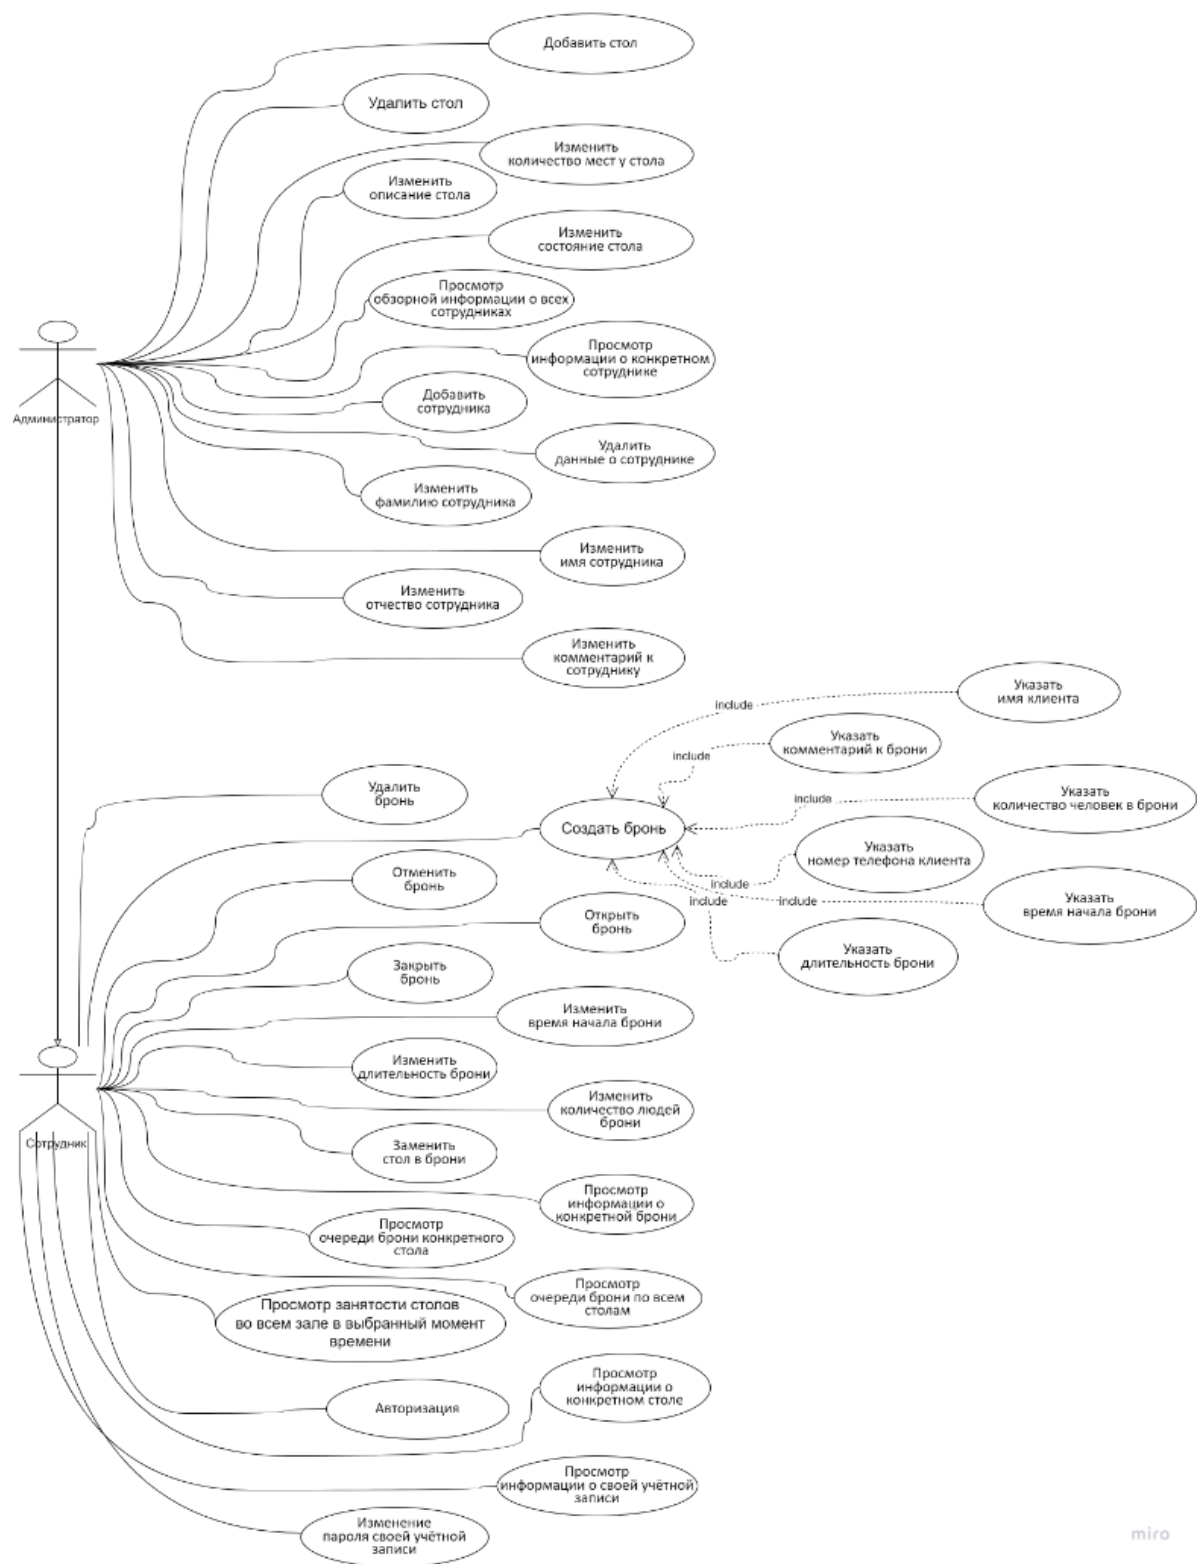 Добавить стол
Удалить стол
Изменить
количество мест у стола
Изменить
описание стола
Изменить
состояние стола
Просмотр
обзорной информации о всех
сотрудниках
Просмотр
информации о конкретном
сотруднике
Администратор
Добавить
сотрудника
Удалить
данные о сотруднике
Изменить
фамилию сотрудника
Изменить
имя сотрудника
Изменить
отчество сотрудника
Изменить
комментарий к
сотруднику
Указать
имя клиента
include
Указать
комментарий к брони
include
Удалить
бронь
Указать
количество человек в брони
include
Создать бронь
Указать
номер телефона клиента
include
Отменить
бронь
Указать
время начала брони
include
include
Открыть
бронь
Указать
длительность брони
Закрыть
бронь
Изменить
время начала брони
Изменить
длительность брони
Изменить
количество людей
брони
Сотрудник
Заменить
стол в брони
Просмотр
информации о
конкретной брони
Просмотр
очереди брони конкретного
стола
Просмотр
очереди брони по всем
столам
Просмотр занятости столов
во всем зале в выбранный момент
времени
Просмотр
информации о
конкретном столе
Авторизация
Просмотр
информации о своей учётной
записи
Изменение
пароля своей учётной
записи
miro